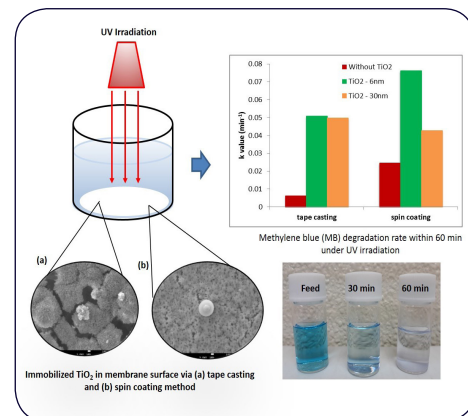 UV Irradiation
0.08
0.07
0.06
0.05
0.04
0.03
0.02
0.01
0
k value (min⁻¹)
Without TiO2
TiO2 - 6nm
TiO2 - 30nm
tape casting
spin coating
Methylene blue (MB) degradation rate within 60 min
under UV irradiation
(a)
(b)
Feed
30 min
60 min
Immobilized TiO₂ in membrane surface via (a) tape casting
and (b) spin coating method